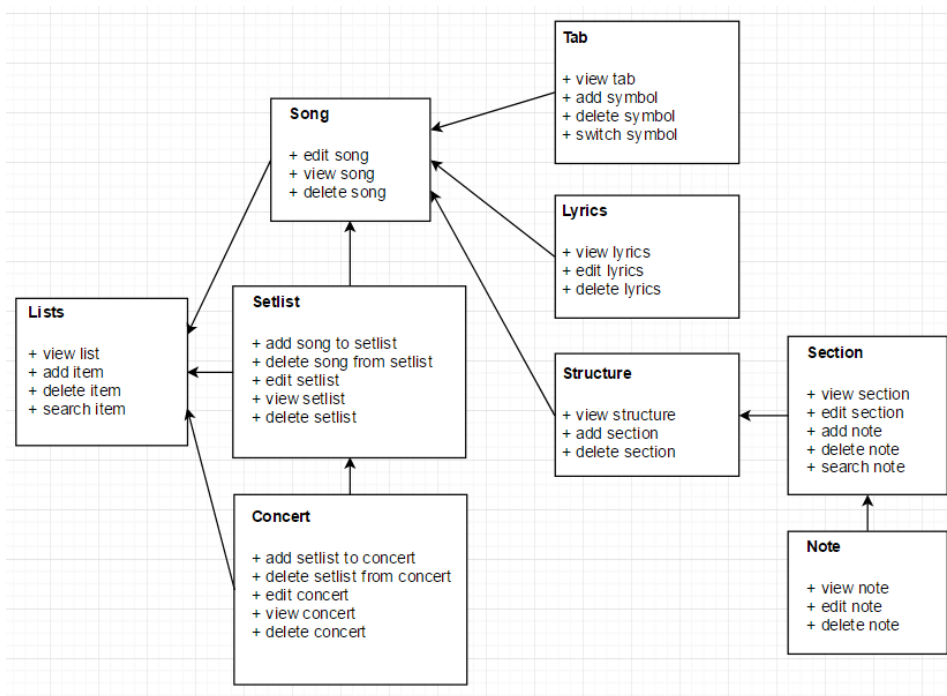 Tab
+ view tab
+ add symbol
+ delete symbol
+ switch symbol
Song
+ edit song
+ view song
+ delete song
Lyrics
+ view lyrics
+ edit lyrics
+ delete lyrics
Lists
+ view list
+ add item
+ delete item
+ search item
Setlist
+ add song to setlist
+ delete song from setlist
+ edit setlist
+ view setlist
+ delete setlist
Structure
+ view structure
+ add section
+ delete section
Section
+ view section
+ edit section
+ add note
+ delete note
+ search note
Concert
+ add setlist to concert
+ delete setlist from concert
+ edit concert
+ view concert
+ delete concert
Note
+ view note
+ edit note
+ delete note